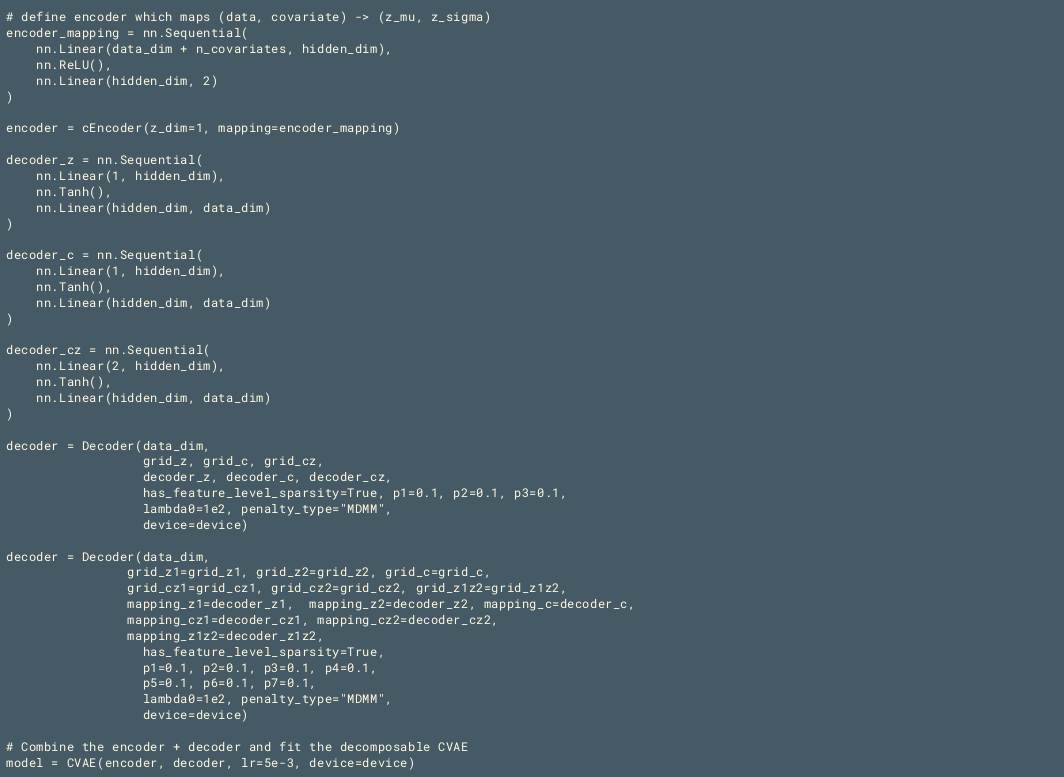 # define encoder which maps (data, covariate) -> (z_mu, z_sigma)
encoder_mapping = nn.Sequential(
    nn.Linear(data_dim + n_covariates, hidden_dim),
    nn.ReLU(),
    nn.Linear(hidden_dim, 2)
)

encoder = cEncoder(z_dim=1, mapping=encoder_mapping)

decoder_z = nn.Sequential(
    nn.Linear(1, hidden_dim),
    nn.Tanh(),
    nn.Linear(hidden_dim, data_dim)
)

decoder_c = nn.Sequential(
    nn.Linear(1, hidden_dim),
    nn.Tanh(),
    nn.Linear(hidden_dim, data_dim)
)

decoder_cz = nn.Sequential(
    nn.Linear(2, hidden_dim),
    nn.Tanh(),
    nn.Linear(hidden_dim, data_dim)
)

decoder = Decoder(data_dim,
                  grid_z, grid_c, grid_cz,
                  decoder_z, decoder_c, decoder_cz,
                  has_feature_level_sparsity=True, p1=0.1, p2=0.1, p3=0.1,
                  lambda0=1e2, penalty_type="MDMM",
                  device=device)

decoder = Decoder(data_dim,
                grid_z1=grid_z1, grid_z2=grid_z2, grid_c=grid_c,
                grid_cz1=grid_cz1, grid_cz2=grid_cz2, grid_z1z2=grid_z1z2,
                mapping_z1=decoder_z1,  mapping_z2=decoder_z2, mapping_c=decoder_c,
                mapping_cz1=decoder_cz1, mapping_cz2=decoder_cz2,
                mapping_z1z2=decoder_z1z2,
                  has_feature_level_sparsity=True,
                  p1=0.1, p2=0.1, p3=0.1, p4=0.1,
                  p5=0.1, p6=0.1, p7=0.1,
                  lambda0=1e2, penalty_type="MDMM",
                  device=device)

# Combine the encoder + decoder and fit the decomposable CVAE
model = CVAE(encoder, decoder, lr=5e-3, device=device)